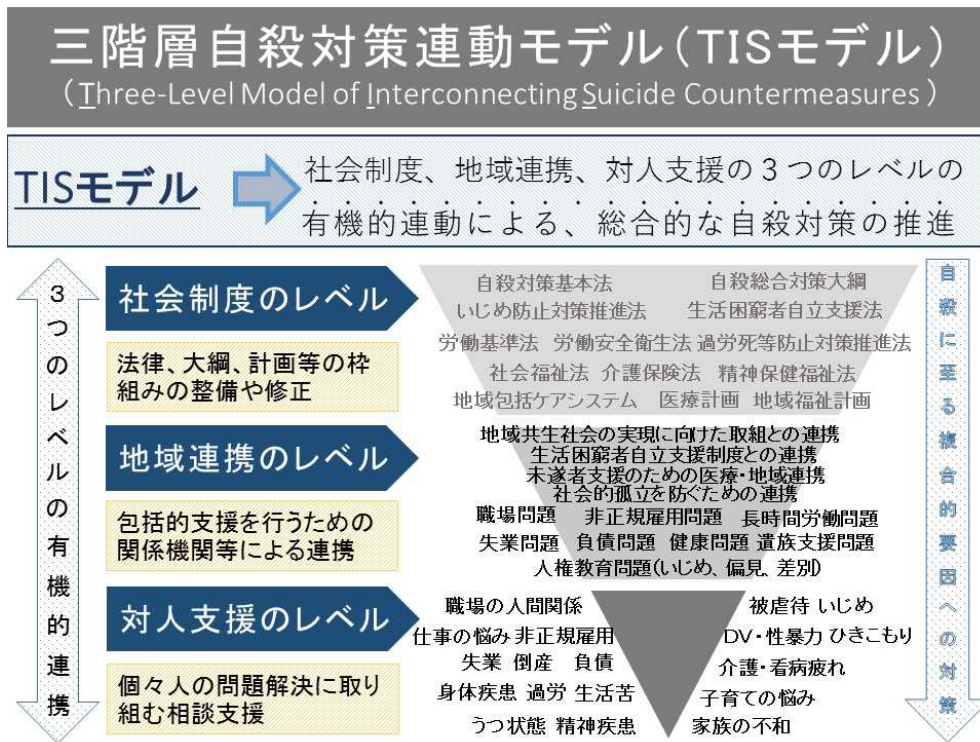 三階層自殺対策連動モデル(TISモデル)
(Three-Level Model of Interconnecting Suicide Countermeasures)
TISモデル
社会制度、地域連携、対人支援の3つのレベルの
有機的連動による、総合的な自殺対策の推進
3つのレベルの有機的連携
社会制度のレベル
法律、大綱、計画等の枠
組みの整備や修正
自殺対策基本法 自殺総合対策大綱
いじめ防止対策推進法 生活困窮者自立支援法
労働基準法 労働安全衛生法 過労死等防止対策推進法
社会福祉法 介護保険法 精神保健福祉法
地域包括ケアシステム 医療計画 地域福祉計画
地域連携のレベル
包括的支援を行うための
関係機関等による連携
地域共生社会の実現に向けた取組との連携
生活困窮者自立支援制度との連携
未遂者支援のための医療・地域連携
社会的孤立を防ぐための連携
職場問題 非正規雇用問題 長時間労働問題
失業問題 負債問題 健康問題 遺族支援問題
人権教育問題(いじめ、偏見、差別)
対人支援のレベル
個々人の問題解決に取り
組む相談支援
職場の人間関係 被虐待 いじめ
仕事の悩み 非正規雇用 DV・性暴力 ひきこもり
失業 倒産 負債 介護・看病疲れ
身体疾患 過労 生活苦 子育ての悩み
うつ状態 精神疾患 家族の不和
自殺に至る複合的要因への対策